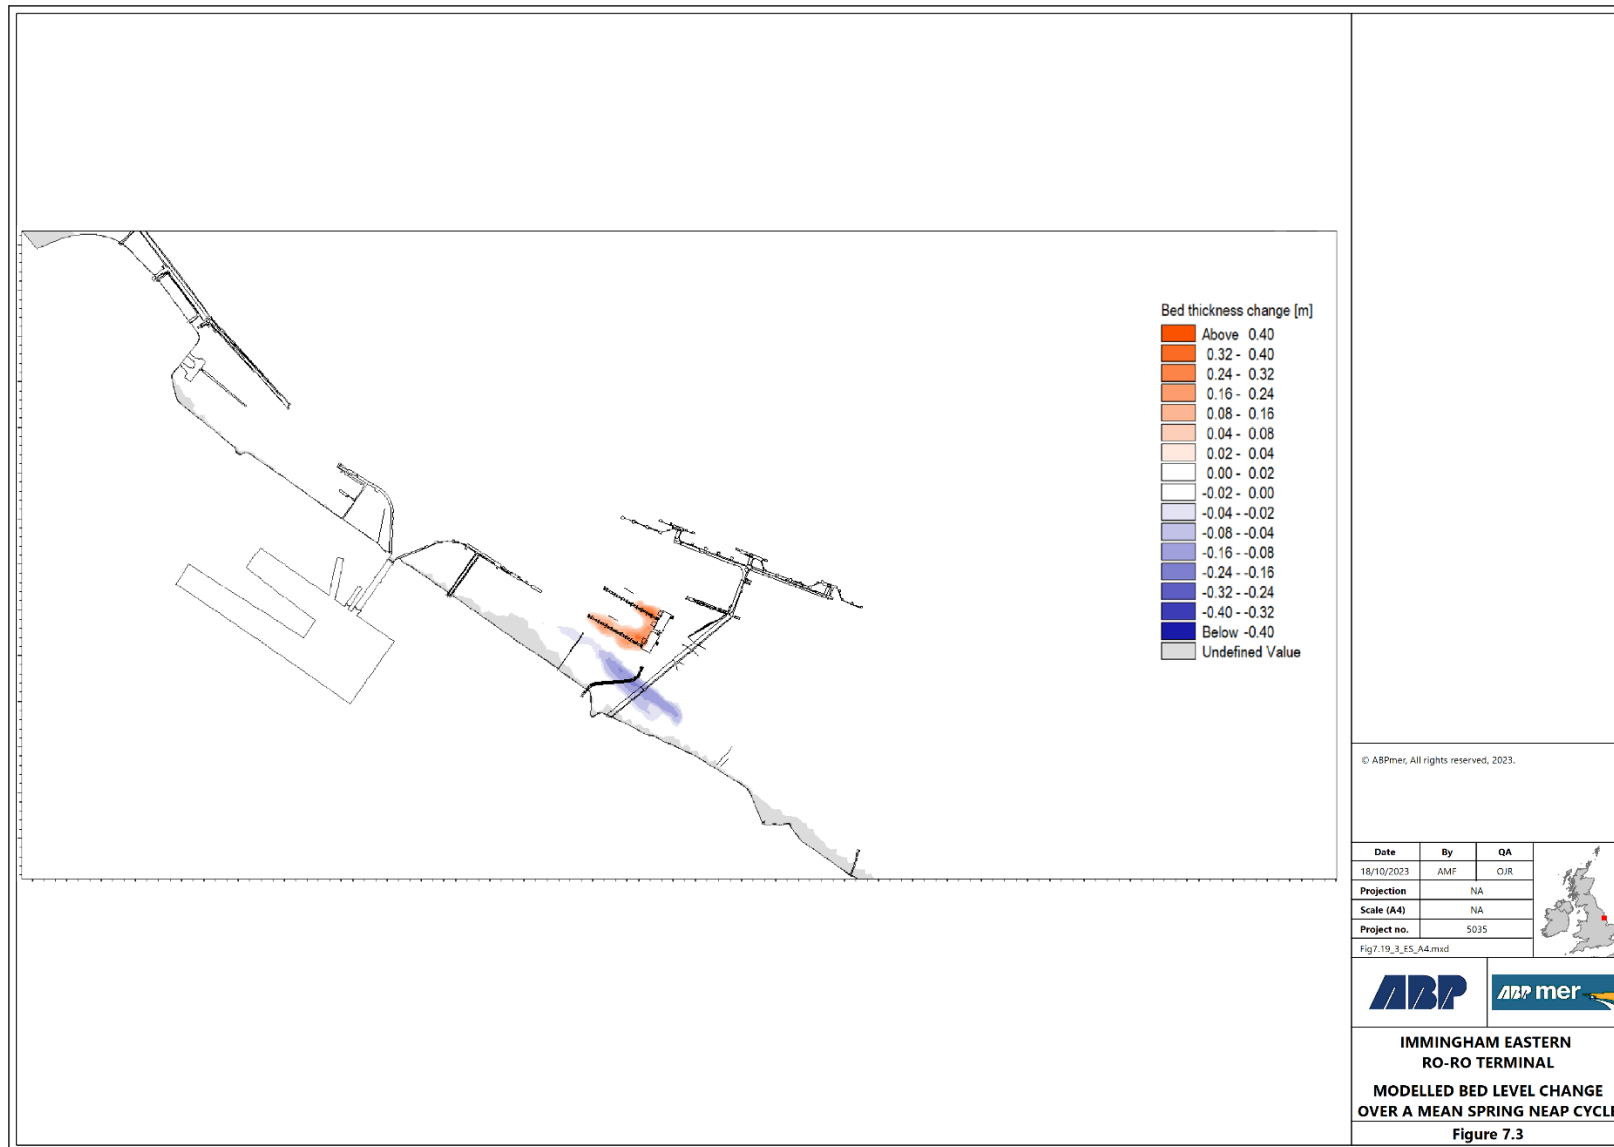 Bed thickness change [m]
Above 0.40
0.32 - 0.40
0.24 - 0.32
0.16 - 0.24
0.08 - 0.16
0.04 - 0.08
0.02 - 0.04
0.00 - 0.02
-0.02 - 0.00
-0.04 - -0.02
-0.08 - -0.04
-0.16 - -0.08
-0.24 - -0.16
-0.32 - -0.24
-0.40 - -0.32
Below -0.40
Undefined Value
© ABPmer, All rights reserved, 2023.
Date By QA
18/10/2023 AMF OJR
Projection NA
Scale (A4) NA
Project no. 5035
Fig7.19_3_ES_A4.mxd
ABP ABPmer
IMMINGHAM EASTERN
RO-RO TERMINAL
MODELLED BED LEVEL CHANGE
OVER A MEAN SPRING NEAP CYCLE
Figure 7.3